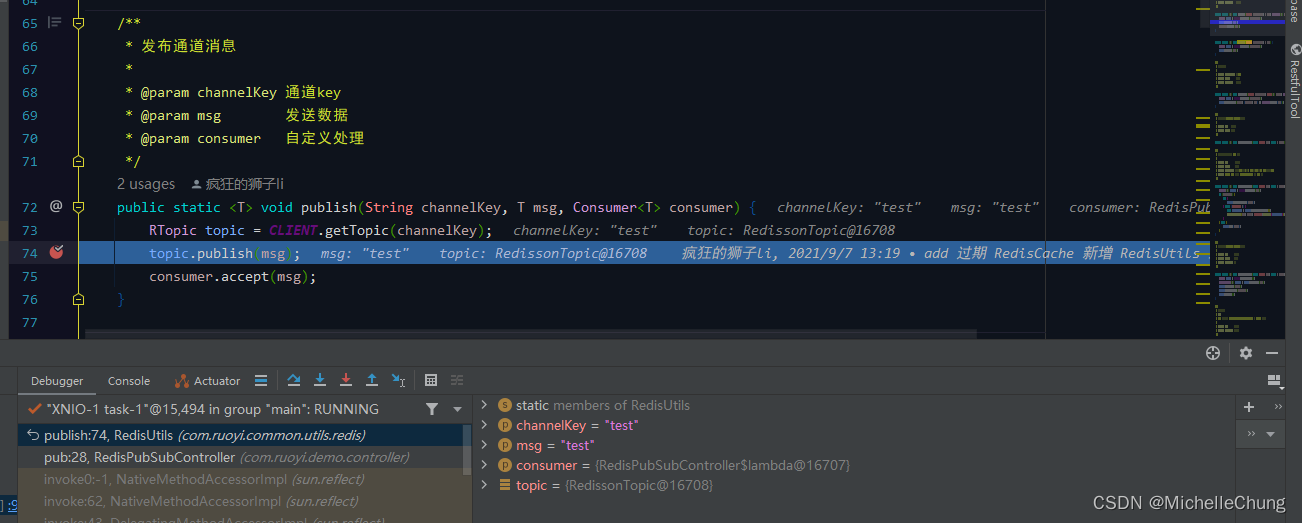 64
65 /**
66 * 发布通道消息
67 *
68 * @param channelKey 通道key
69 * @param msg 发送数据
70 * @param consumer 自定义处理
71 */
2 usages 疯狂的狮子li
72 @ public static <T> void publish(String channelKey, T msg, Consumer<T> consumer) { channelKey: "test" msg: "test" consumer: RedisPub
73 RTopic topic = CLIENT.getTopic(channelKey); channelKey: "test" topic: RedissonTopic@16708
74 topic.publish(msg); msg: "test" topic: RedissonTopic@16708 疯狂的狮子li, 2021/9/7 13:19 • add 过期 RedisCache 新增 RedisUtils
75 consumer.accept(msg);
76 }
77
base
RestfulTool
Debugger Console Actuator
"XNIO-1 task-1"@15,494 in group "main": RUNNING
publish:74, RedisUtils (com.ruoyi.common.utils.redis)
pub:28, RedisPubSubController (com.ruoyi.demo.controller)
invoke0:-1, NativeMethodAccessorImpl (sun.reflect)
invoke:62, NativeMethodAccessorImpl (sun.reflect)
invoke:43, DelegatingMethodAccessorImpl (sun.reflect)
static members of RedisUtils
channelKey = "test"
msg = "test"
consumer = {RedisPubSubController$lambda@16707}
topic = {RedissonTopic@16708}
CSDN @MichelleChung